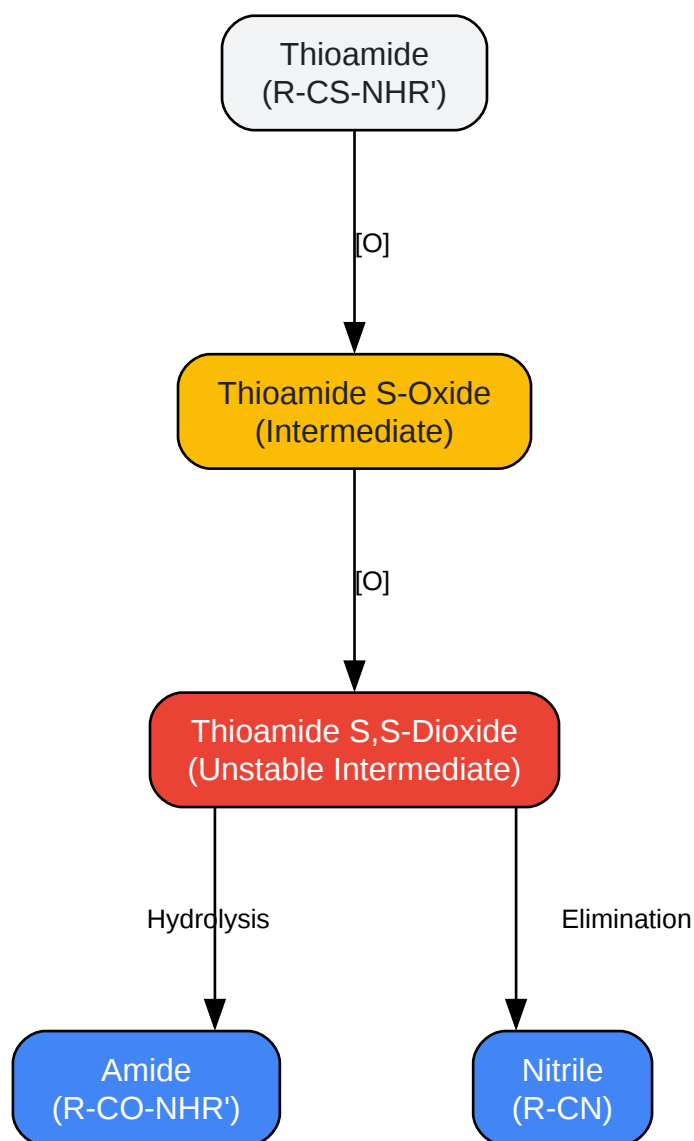 Thioamide
(R-CS-NHR')
[O]
Thioamide S-Oxide
(Intermediate)
[O]
Thioamide S,S-Dioxide
(Unstable Intermediate)
Hydrolysis
Elimination
Amide
(R-CO-NHR')
Nitrile
(R-CN)